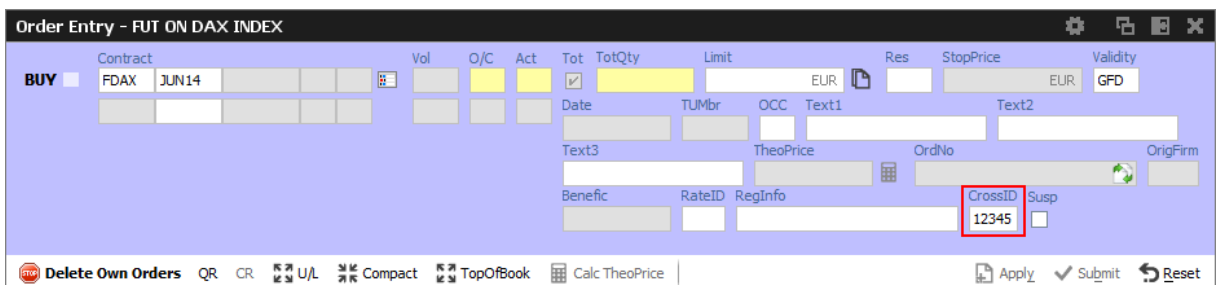 Order Entry - FUT ON DAX INDEX
Contract Vol O/C Act Tot TotQty Limit Res StopPrice Validity
BUY FDAX JUN14 EUR EUR GFD
Date TUMbr OCC Text1 Text2
Text3 TheoPrice OrdNo OrigFirm
Benefic RateID RegInfo CrossID Susp
12345
STOP Delete Own Orders QR CR U/L Compact TopOfBook Calc TheoPrice Apply Submit Reset